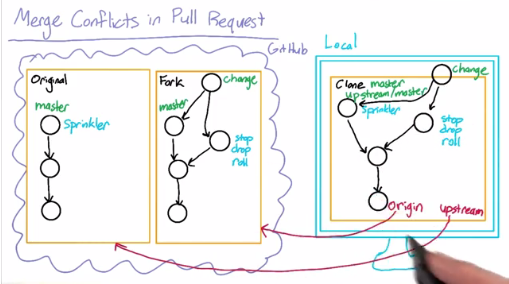 Merge Conflicts in Pull Request
GitHub
Local
Original
master
Sprinkler
Fork
change
master
stop
drop
roll
Clone
master
upstream/master
Sprinkler
change
stop
drop
roll
Origin
upstream